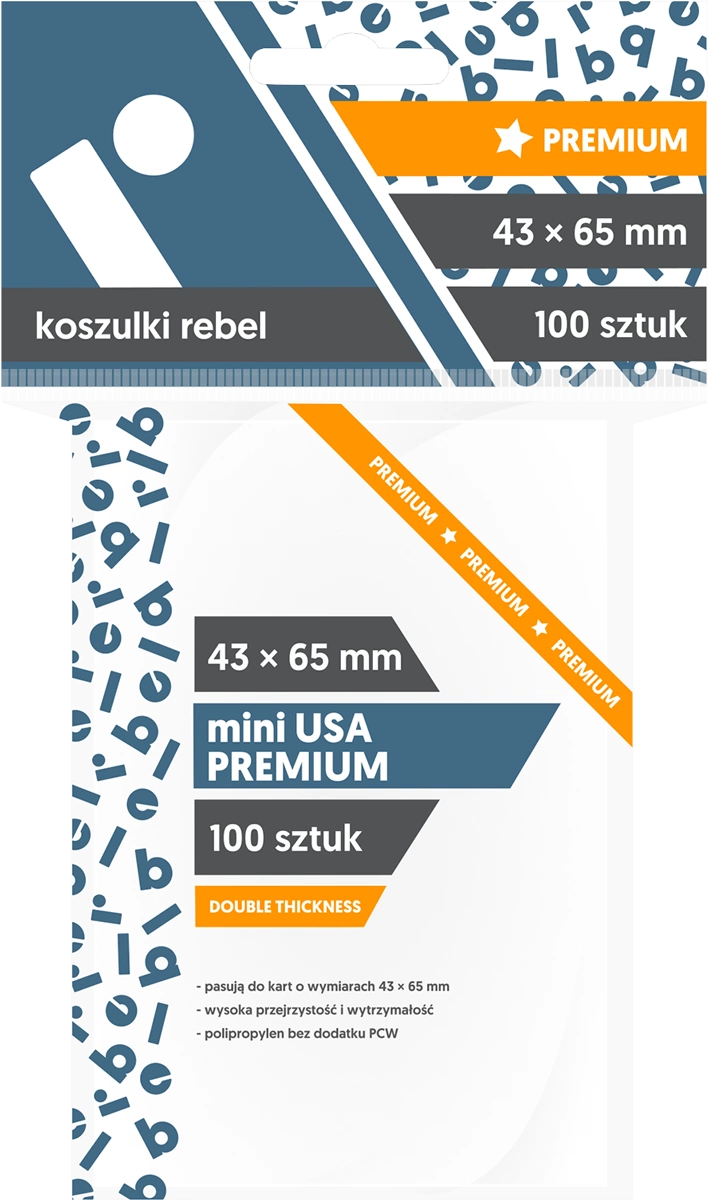 PREMIUM
43 × 65 mm
koszulki rebel
100 sztuk
PREMIUM ★ PREMIUM ★ PREMIUM
43 × 65 mm
mini USA
PREMIUM
100 sztuk
DOUBLE THICKNESS
- pasują do kart o wymiarach 43 × 65 mm
- wysoka przejrzystość i wytrzymałość
- polipropylen bez dodatku PCW